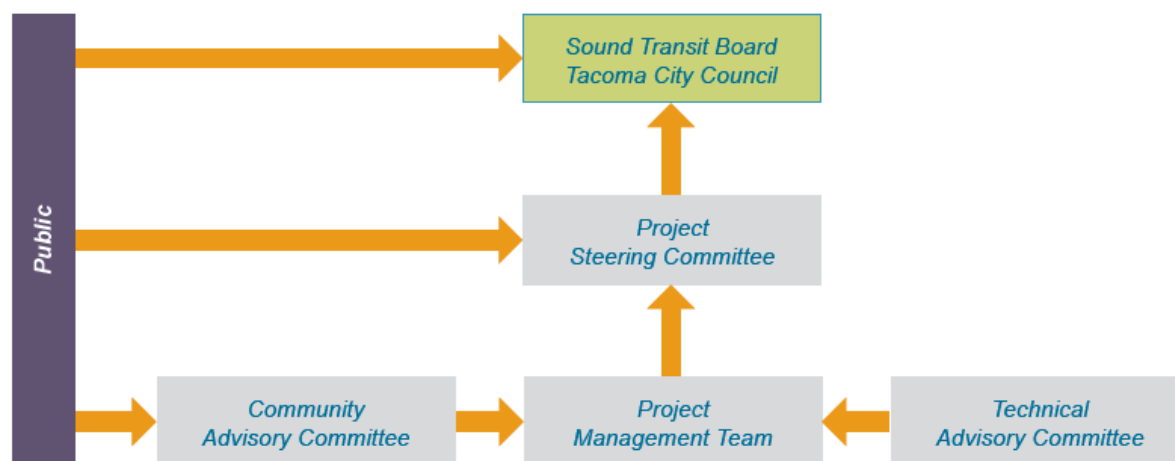 Public
Sound Transit Board
Tacoma City Council
Project
Steering Committee
Community
Advisory Committee
Project
Management Team
Technical
Advisory Committee